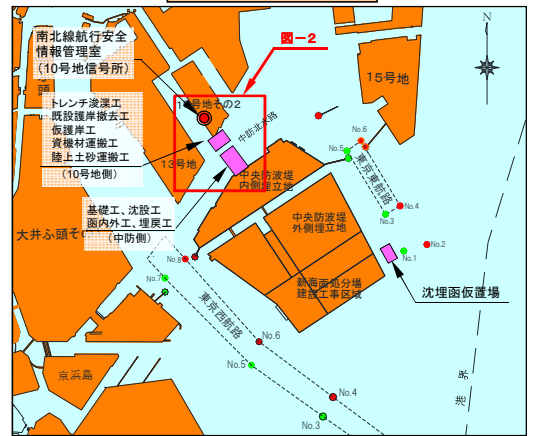 南北線航行安全
情報管理室
(10号地信号所)
図－2
N
15号地
号地その2
トレンチ浚渫工
既設護岸撤去工
仮護岸工
資機材運搬工
陸上土砂運搬工
(10号地側)
13号地
中防北水路
No.6
No.5
東京東航路
No.4
No.3
中央防波堤
内側埋立地
基礎工、沈設工
函内外工、埋戻工
(中防側)
大井ふ頭その
中央防波堤
外側埋立地
No.2
No.1
No.8
No.7
新海面処分場
建設工事区域
沈埋函仮置場
東京西航路
No.6
No.5
京浜島
No.4
No.3
港界